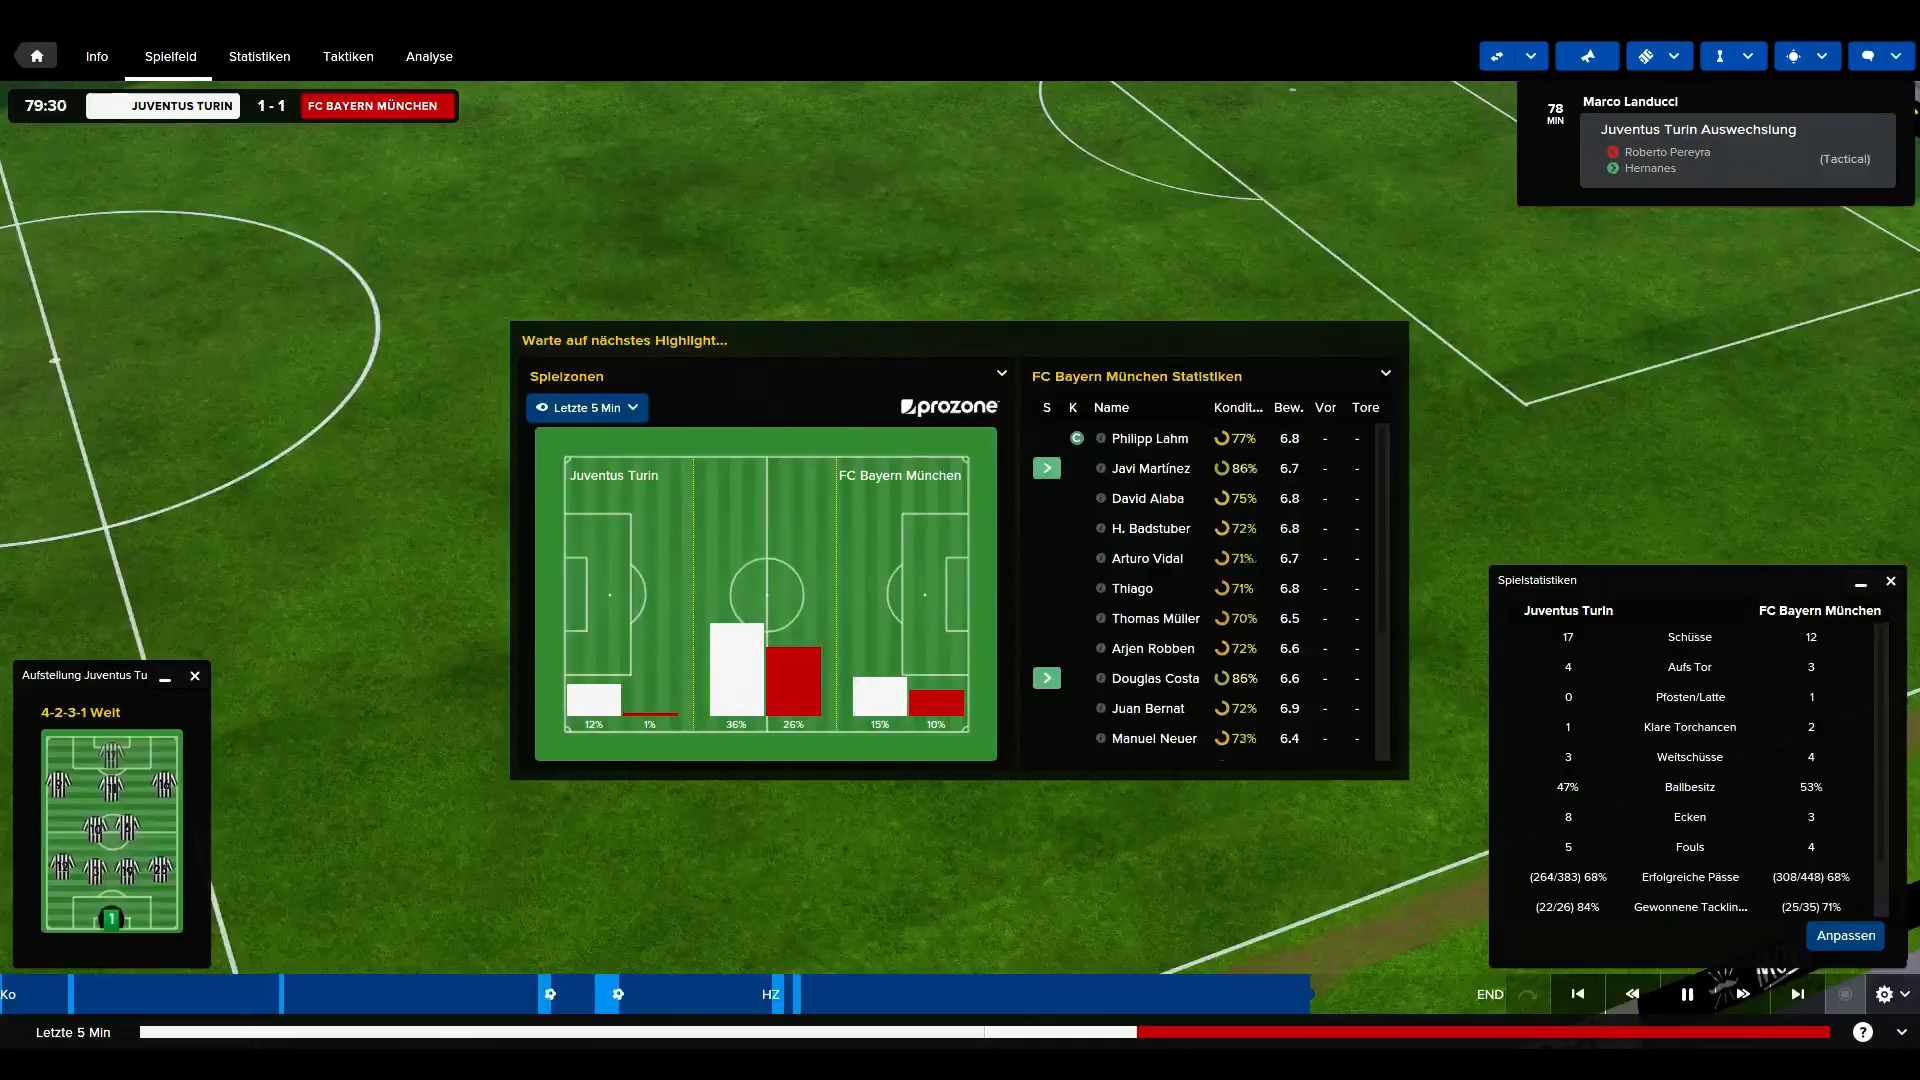 Info Spielfeld Statistiken Taktiken Analyse
79:30 JUVENTUS TURIN 1 - 1 FC BAYERN MÜNCHEN
78 MIN
Marco Landucci
Juventus Turin Auswechslung
Roberto Pereyra
Hernanes
(Tactical)
Warte auf nächstes Highlight...
Spielzonen
Letzte 5 Min
prozone
Juventus Turin FC Bayern München
12% 1% 36% 26% 15% 10%
FC Bayern München Statistiken
S K Name Kondit... Bew. Vor Tore
C Philipp Lahm 77% 6.8 - -
Javi Martínez 86% 6.7 - -
David Alaba 75% 6.8 - -
H. Badstuber 72% 6.8 - -
Arturo Vidal 71% 6.7 - -
Thiago 71% 6.8 - -
Thomas Müller 70% 6.5 - -
Arjen Robben 72% 6.6 - -
Douglas Costa 86% 6.6 - -
Juan Bernat 72% 6.9 - -
Manuel Neuer 73% 6.4 - -
Spielstatistiken
Juventus Turin FC Bayern München
17 Schüsse 12
4 Aufs Tor 3
0 Pfosten/Latte 1
1 Klare Torchancen 2
3 Weitschüsse 4
47% Ballbesitz 53%
8 Ecken 3
5 Fouls 4
(264/383) 68% Erfolgreiche Pässe (308/448) 68%
(22/26) 84% Gewonnene Tacklin... (25/35) 71%
Anpassen
Aufstellung Juventus Tu
4-2-3-1 Weit
1
Ko HZ END
Letzte 5 Min
?